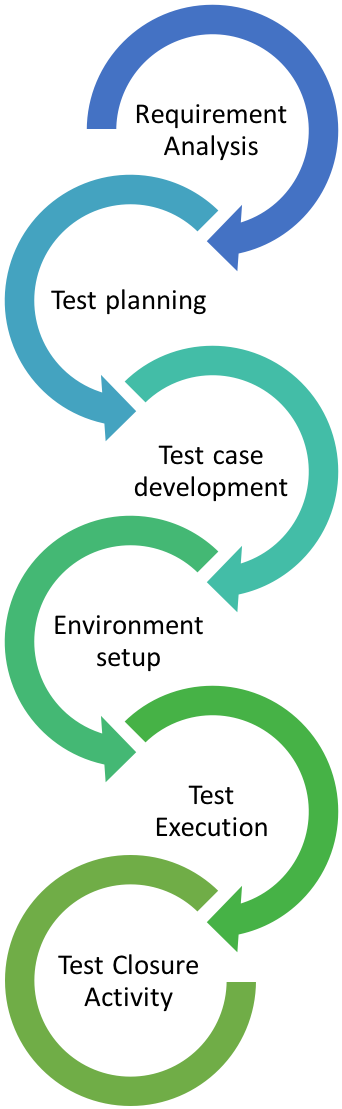 Requirement
Analysis
Test planning
Test case
development
Environment
setup
Test
Execution
Test Closure
Activity